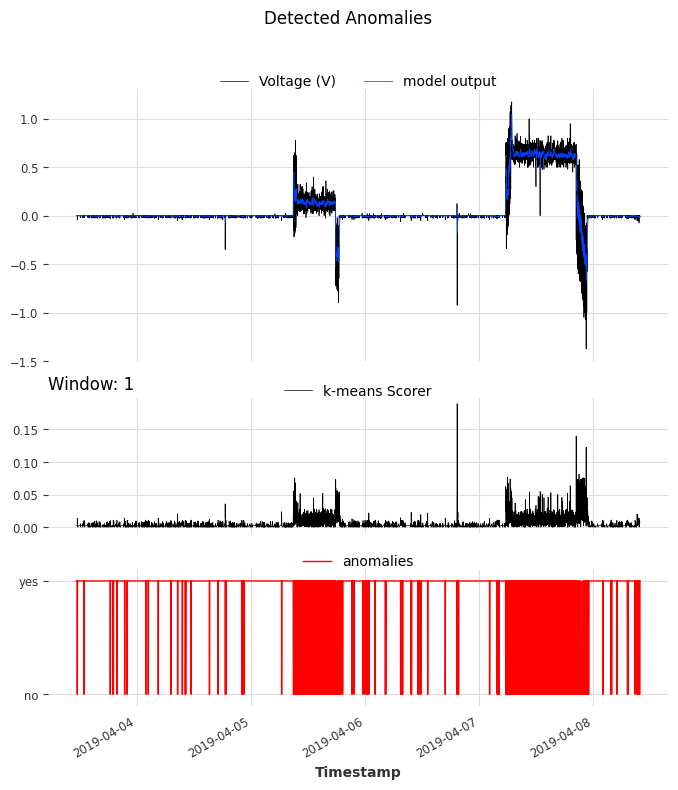 Detected Anomalies
Voltage (V) model output
1.0
0.5
0.0
−0.5
−1.0
−1.5
Window: 1
k-means Scorer
0.15
0.10
0.05
0.00
anomalies
yes
no
2019-04-04 2019-04-05 2019-04-06 2019-04-07 2019-04-08
Timestamp